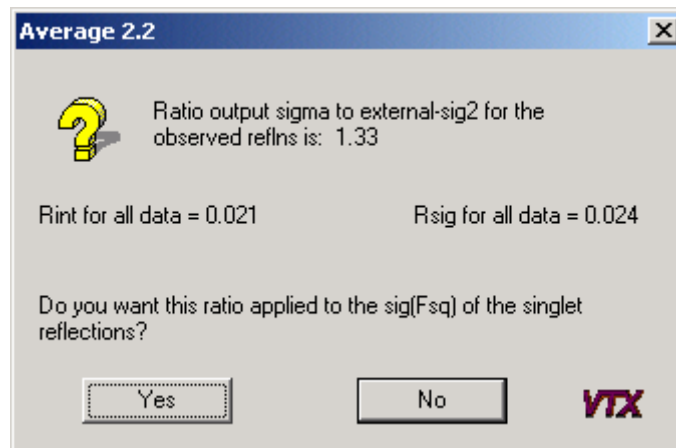 Average 2.2
Ratio output sigma to external-sig2 for the
observed reflns is: 1.33
Rint for all data = 0.021 Rsig for all data = 0.024
Do you want this ratio applied to the sig(Fsq) of the singlet
reflections?
Yes No VTX